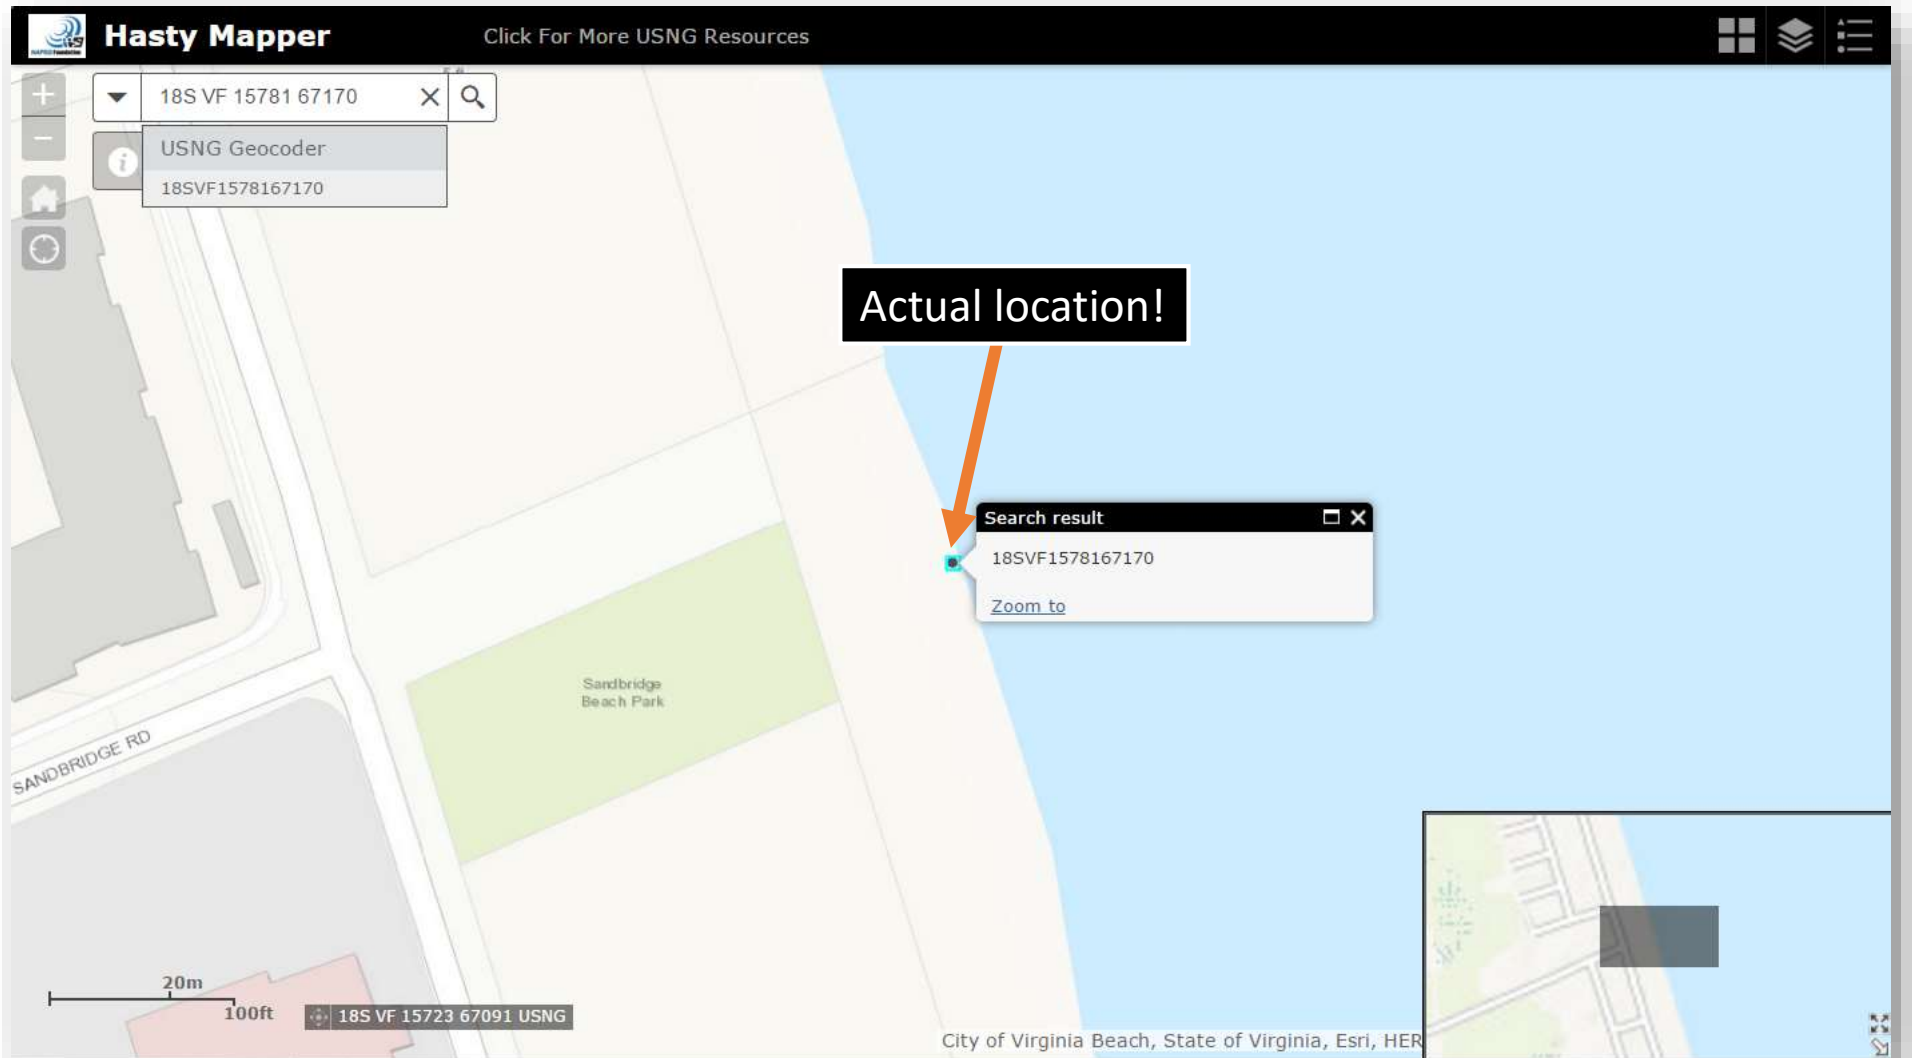 Hasty Mapper
Click For More USNG Resources
18S VF 15781 67170
USNG Geocoder
18SVF1578167170
Actual location!
Search result
18SVF1578167170
Zoom to
Sandbridge
Beach Park
SANDBRIDGE RD
20m
100ft
18S VF 15723 67091 USNG
City of Virginia Beach, State of Virginia, Esri, HER